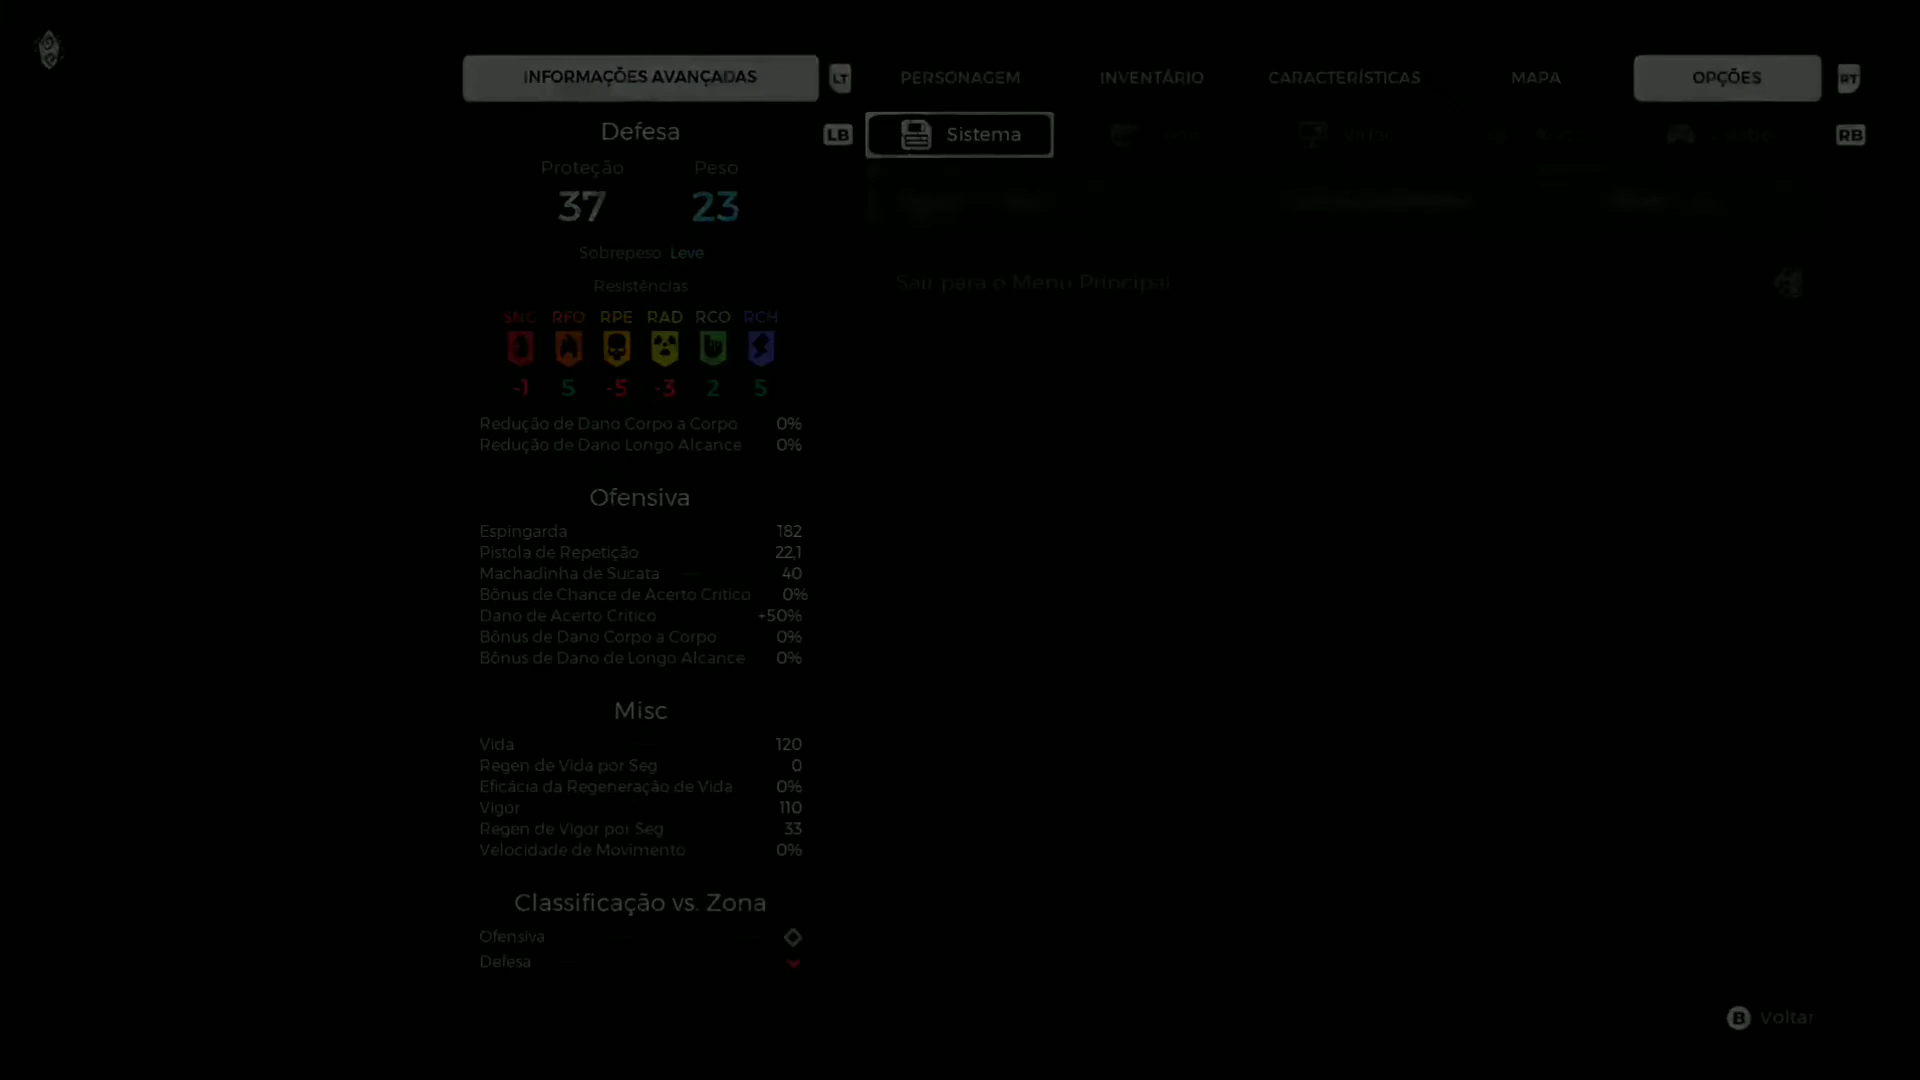 INFORMAÇÕES AVANÇADAS
LT
PERSONAGEM
INVENTÁRIO
CARACTERÍSTICAS
MAPA
OPÇÕES
RT
LB
Sistema
RB
Defesa
Proteção Peso
37 23
Sobrepeso Leve
Resistências
SNG RFO RPE RAD RCO RCH
-1 5 -5 -3 2 5
Redução de Dano Corpo a Corpo 0%
Redução de Dano Longo Alcance 0%
Ofensiva
Espingarda 182
Pistola de Repetição 22,1
Machadinha de Sucata 40
Bônus de Chance de Acerto Crítico 0%
Dano de Acerto Crítico +50%
Bônus de Dano Corpo a Corpo 0%
Bônus de Dano de Longo Alcance 0%
Misc
Vida 120
Regen de Vida por Seg 0
Eficácia da Regeneração de Vida 0%
Vigor 110
Regen de Vigor por Seg 33
Velocidade de Movimento 0%
Classificação vs. Zona
Ofensiva
Defesa
Sair para o Menu Principal
B Voltar